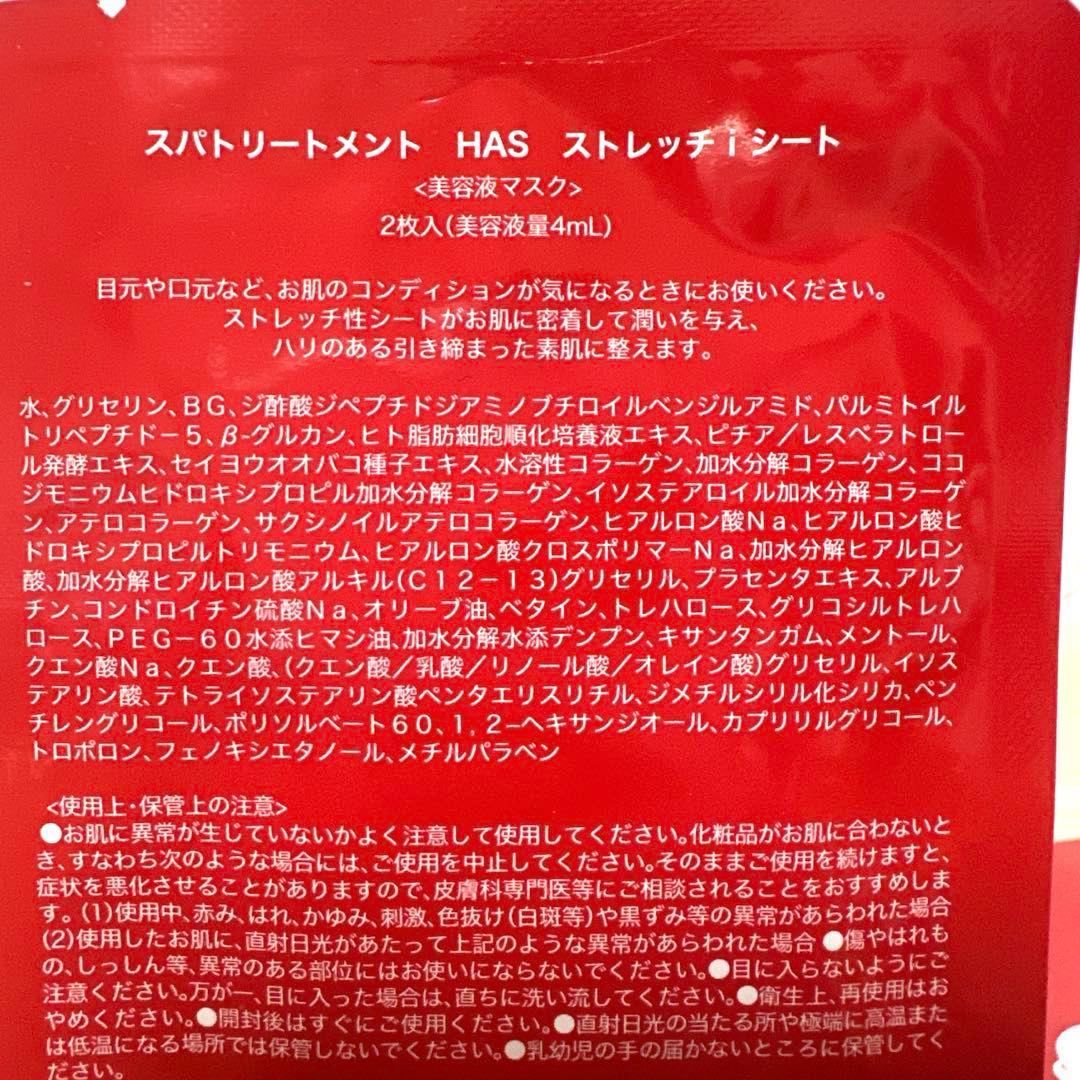 スパトリートメント　HAS　ストレッチｉシート
<美容液マスク>
2枚入(美容液量4mL)
目元や口元など、お肌のコンディションが気になるときにお使いください。
ストレッチ性シートがお肌に密着して潤いを与え、
ハリのある引き締まった素肌に整えます。
水、グリセリン、ＢＧ、ジ酢酸ジペプチドジアミノブチロイルベンジルアミド、パルミトイル
トリペプチドー５、β-グルカン、ヒト脂肪細胞順化培養液エキス、ピチア／レスベラトロー
ル発酵エキス、セイヨウオオバコ種子エキス、水溶性コラーゲン、加水分解コラーゲン、ココ
ジモニウムヒドロキシプロピル加水分解コラーゲン、イソステアロイル加水分解コラーゲ
ン、アテロコラーゲン、サクシノイルアテロコラーゲン、ヒアルロン酸Ｎａ、ヒアルロン酸ヒ
ドロキシプロピルトリモニウム、ヒアルロン酸クロスポリマーＮａ、加水分解ヒアルロン
酸、加水分解ヒアルロン酸アルキル（Ｃ１２－１３）グリセリル、プラセンタエキス、アルブ
チン、コンドロイチン硫酸Ｎａ、オリーブ油、ベタイン、トレハロース、グリコシルトレハ
ロース、ＰＥＧ－６０水添ヒマシ油、加水分解水添デンプン、キサンタンガム、メントール、
クエン酸Ｎａ、クエン酸、（クエン酸／乳酸／リノール酸／オレイン酸）グリセリル、イソス
テアリン酸、テトライソステアリン酸ペンタエリスリチル、ジメチルシリル化シリカ、ペン
チレングリコール、ポリソルベート６０、１，２−ヘキサンジオール、カプリリルグリコール、
トロポロン、フェノキシエタノール、メチルパラベン
<使用上・保管上の注意>
●お肌に異常が生じていないかよく注意して使用してください。化粧品がお肌に合わないと
き、すなわち次のような場合には、ご使用を中止してください。そのままご使用を続けますと、
症状を悪化させることがありますので、皮膚科専門医等にご相談されることをおすすめしま
す。(1)使用中、赤み、はれ、かゆみ、刺激、色抜け(白斑等)や黒ずみ等の異常があらわれた場合
(2)使用したお肌に、直射日光があたって上記のような異常があらわれた場合 ●傷やはれも
の、しっしん等、異常のある部位にはお使いにならないでください。●目に入らないようにご
注意ください。万が一、目に入った場合は、直ちに洗い流してください。●衛生上、再使用はお
やめください。●開封後はすぐにご使用ください。●直射日光の当たる所や極端に高温また
は低温になる場所では保管しないでください。●乳幼児の手の届かないところに保管してく
ださい。